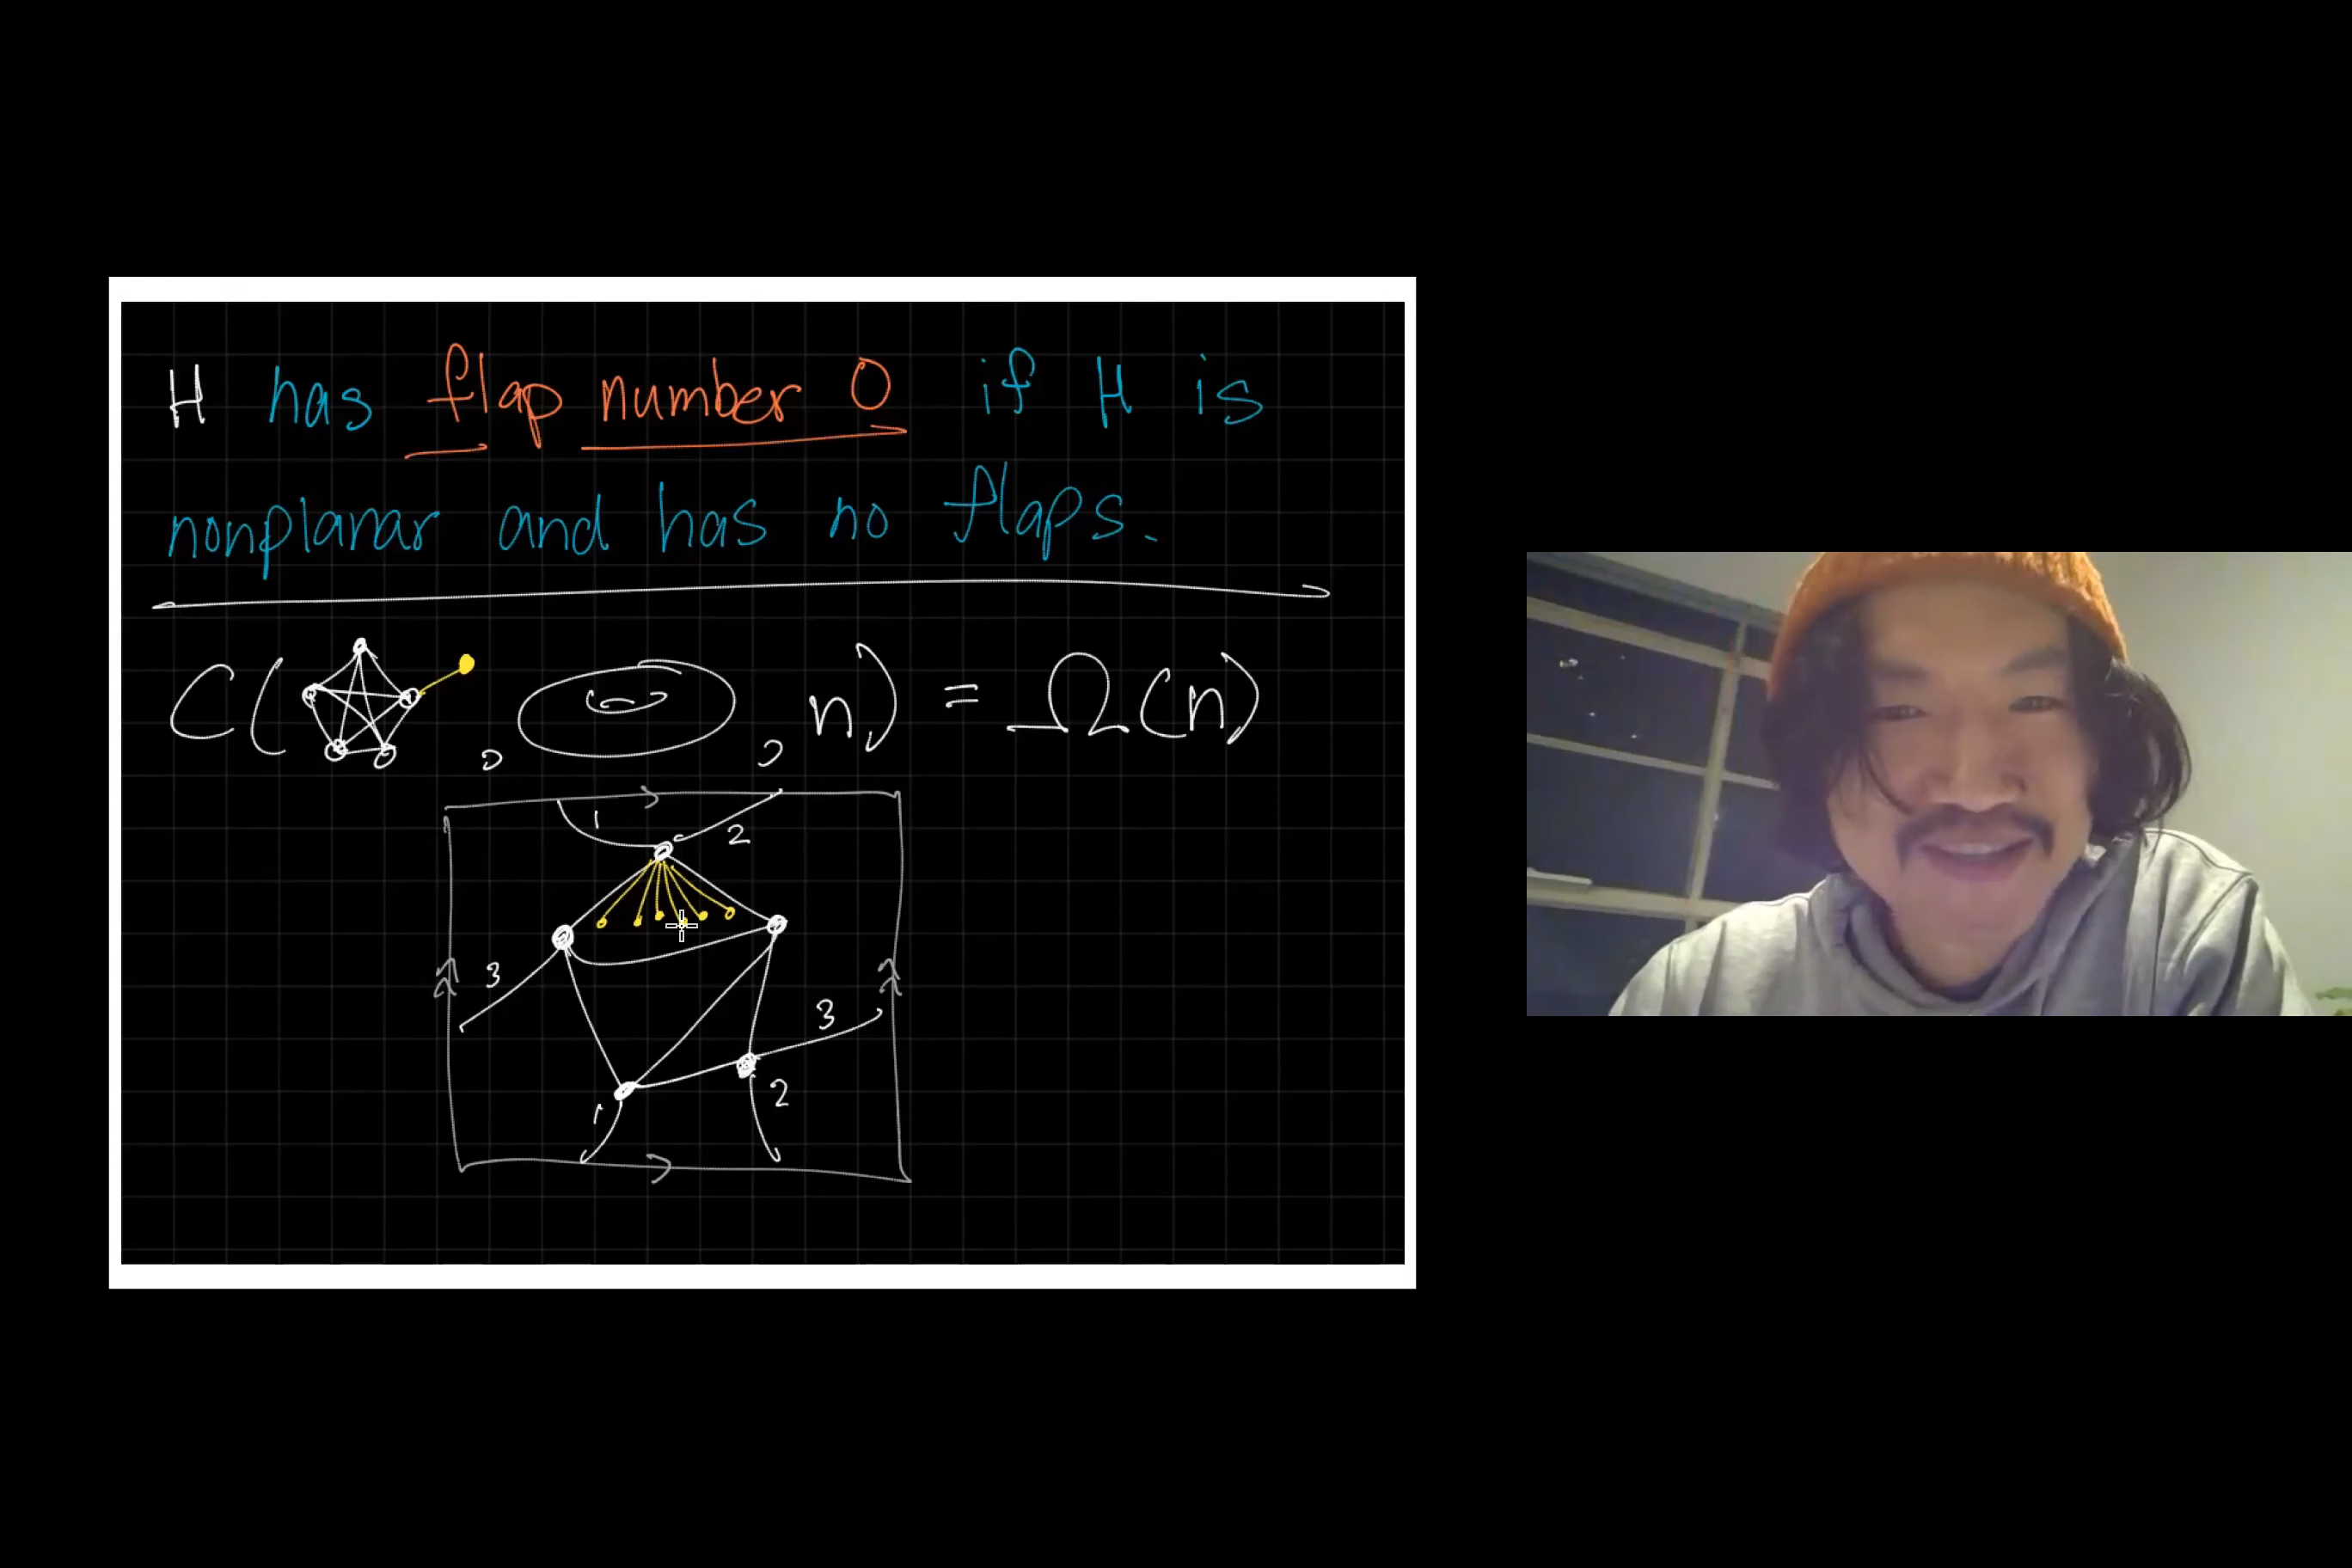 H has flap number 0 if H is
nonplanar and has no flaps.
C( , , n) = Ω(n)
1
2
3
3
1
2